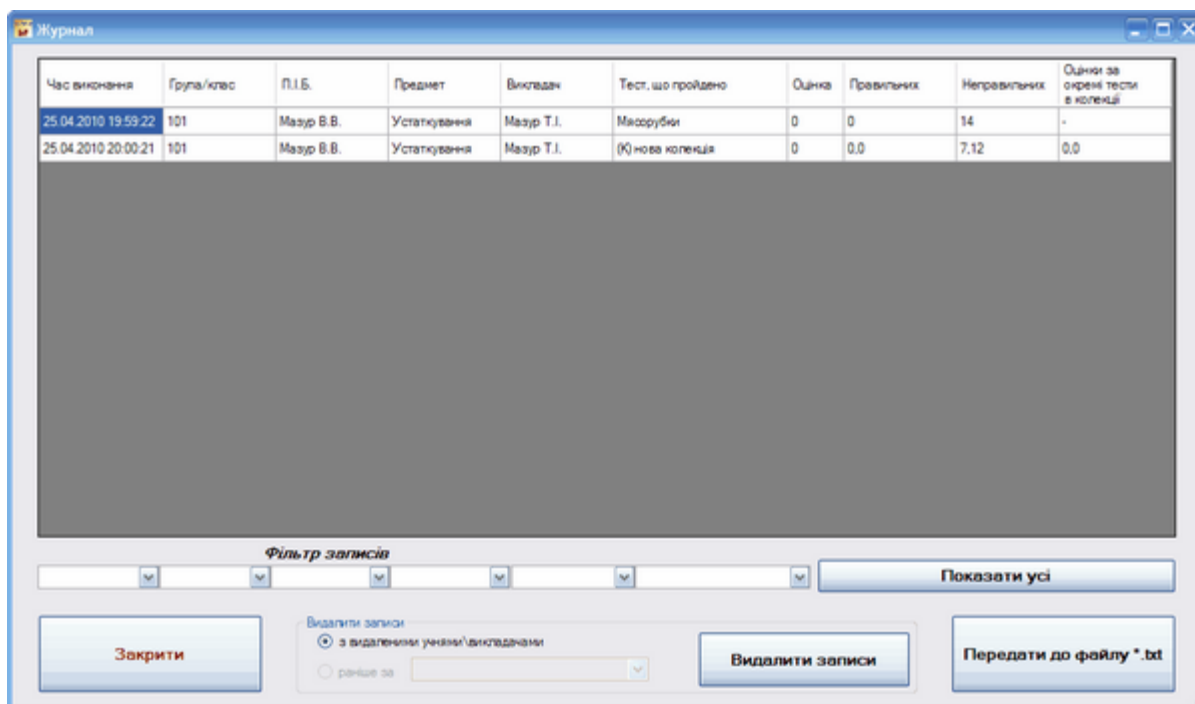 Журнал
Час виконання Група/клас П.І.Б. Предмет Викладач Тест, що пройдено Оцінка Правильних Неправильних Оцінки за окремі тести в колекції
25.04.2010 19:59:22 101 Мазур В.В. Устаткування Мазур Т.І. Мясорубки 0 0 14 -
25.04.2010 20:00:21 101 Мазур В.В. Устаткування Мазур Т.І. (К) нова колекція 0 0,0 7,12 0,0
Фільтр записів
Показати усі
Закрити
Видалити записи
з видаленими учнями\викладачами
раніше за
Видалити записи
Передати до файлу *.txt